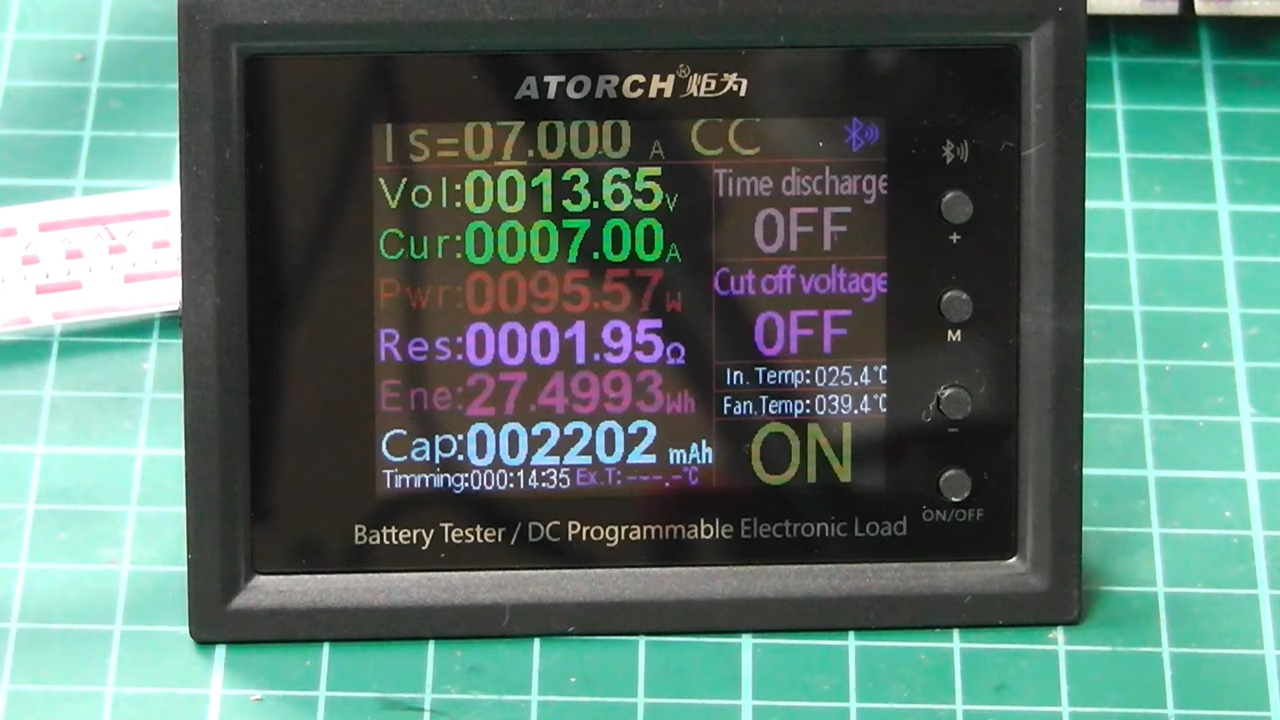 ATORCH® 炬为
Is=07.000 A CC
Vol:0013.65V
Cur:0007.00A
Pwr:0095.57W
Res:0001.95Ω
Ene:27.4993Wh
Cap:002202 mAh
Timming:000:14:35 Ex.T:---.-℃
Time discharge
OFF
Cut off voltage
OFF
In. Temp:025.4℃
Fan.Temp:039.4℃
ON
+
M
-
ON/OFF
Battery Tester / DC Programmable Electronic Load